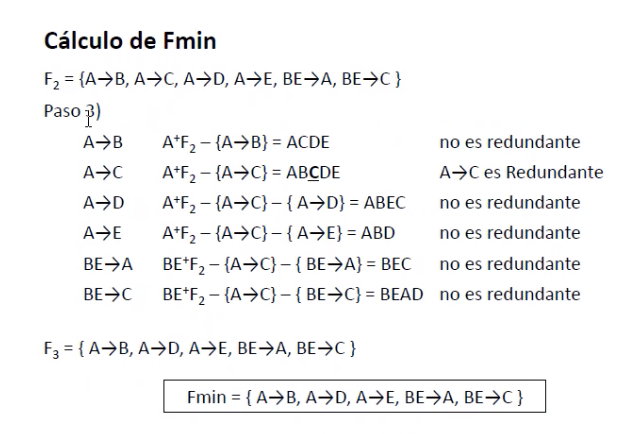 Cálculo de Fmin
F₂ = {A→B, A→C, A→D, A→E, BE→A, BE→C }
Paso 3)
A→B A⁺F₂ – {A→B} = ACDE no es redundante
A→C A⁺F₂ – {A→C} = ABCDE A→C es Redundante
A→D A⁺F₂ – {A→C} – { A→D} = ABEC no es redundante
A→E A⁺F₂ – {A→C} – { A→E} = ABD no es redundante
BE→A BE⁺F₂ – {A→C} – { BE→A} = BEC no es redundante
BE→C BE⁺F₂ – {A→C} – { BE→C} = BEAD no es redundante
F₃ = { A→B, A→D, A→E, BE→A, BE→C }
Fmin = { A→B, A→D, A→E, BE→A, BE→C }